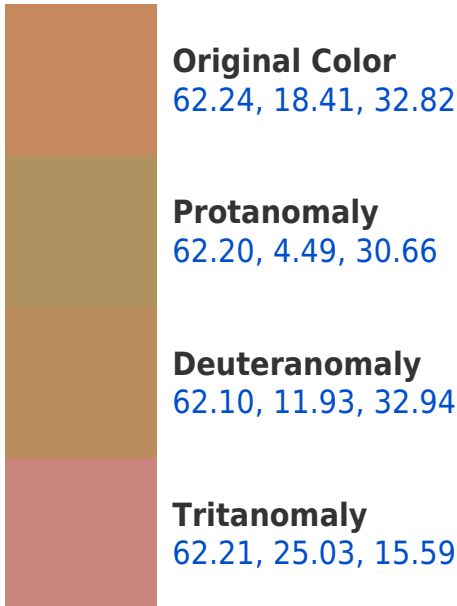 Original Color
62.24, 18.41, 32.82
Protanomaly
62.20, 4.49, 30.66
Deuteranomaly
62.10, 11.93, 32.94
Tritanomaly
62.21, 25.03, 15.59